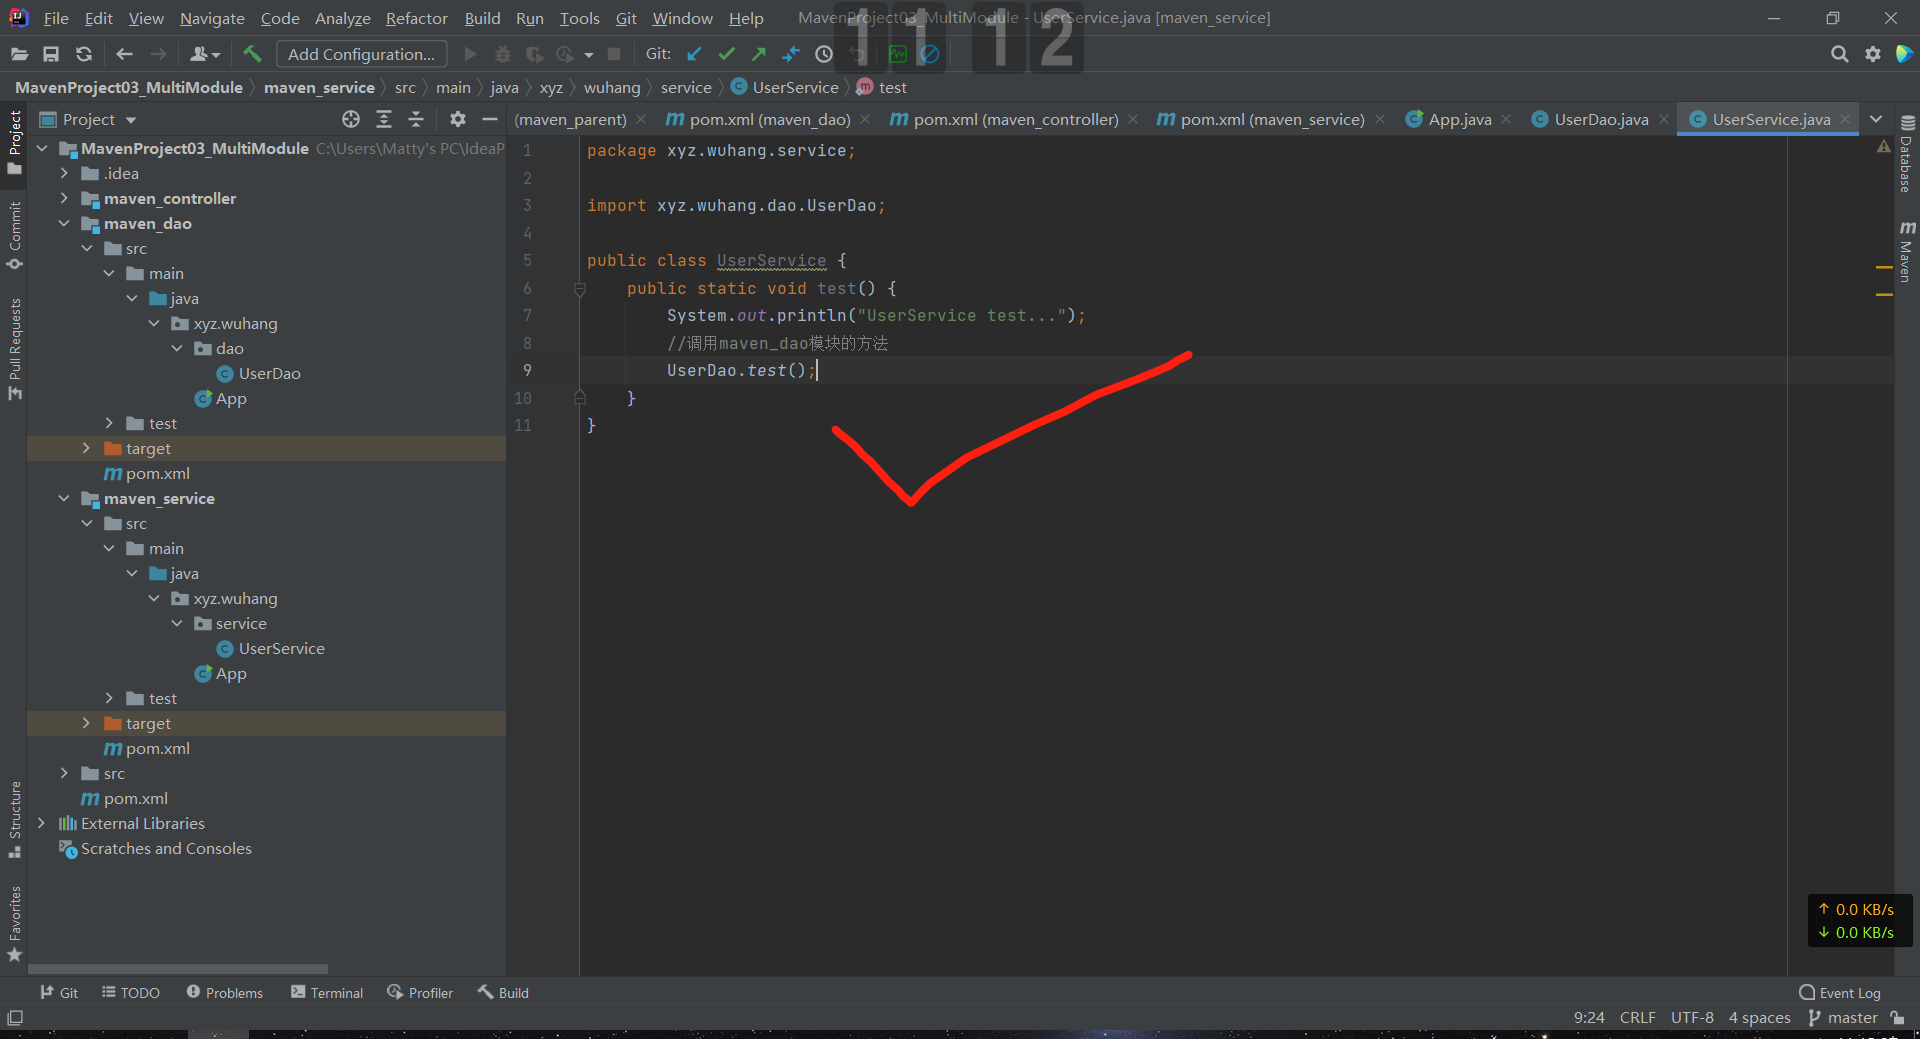 File Edit View Navigate Code Analyze Refactor Build Run Tools Git Window Help MavenProject03_MultiModule - UserService.java [maven_service]
11 12
Add Configuration... Git:
MavenProject03_MultiModule maven_service src main java xyz wuhang service UserService test
Project
(maven_parent) pom.xml (maven_dao) pom.xml (maven_controller) pom.xml (maven_service) App.java UserDao.java UserService.java
MavenProject03_MultiModule C:\Users\Matty's PC\IdeaP
.idea
maven_controller
maven_dao
src
main
java
xyz.wuhang
dao
UserDao
App
test
target
pom.xml
maven_service
src
main
java
xyz.wuhang
service
UserService
App
test
target
pom.xml
src
pom.xml
External Libraries
Scratches and Consoles
1 package xyz.wuhang.service;
2
3 import xyz.wuhang.dao.UserDao;
4
5 public class UserService {
6 public static void test() {
7 System.out.println("UserService test...");
8 //调用maven_dao模块的方法
9 UserDao.test();
10 }
11 }
Project
Commit
Pull Requests
Structure
Favorites
Database
Maven
↑ 0.0 KB/s
↓ 0.0 KB/s
Git TODO Problems Terminal Profiler Build Event Log
9:24 CRLF UTF-8 4 spaces master